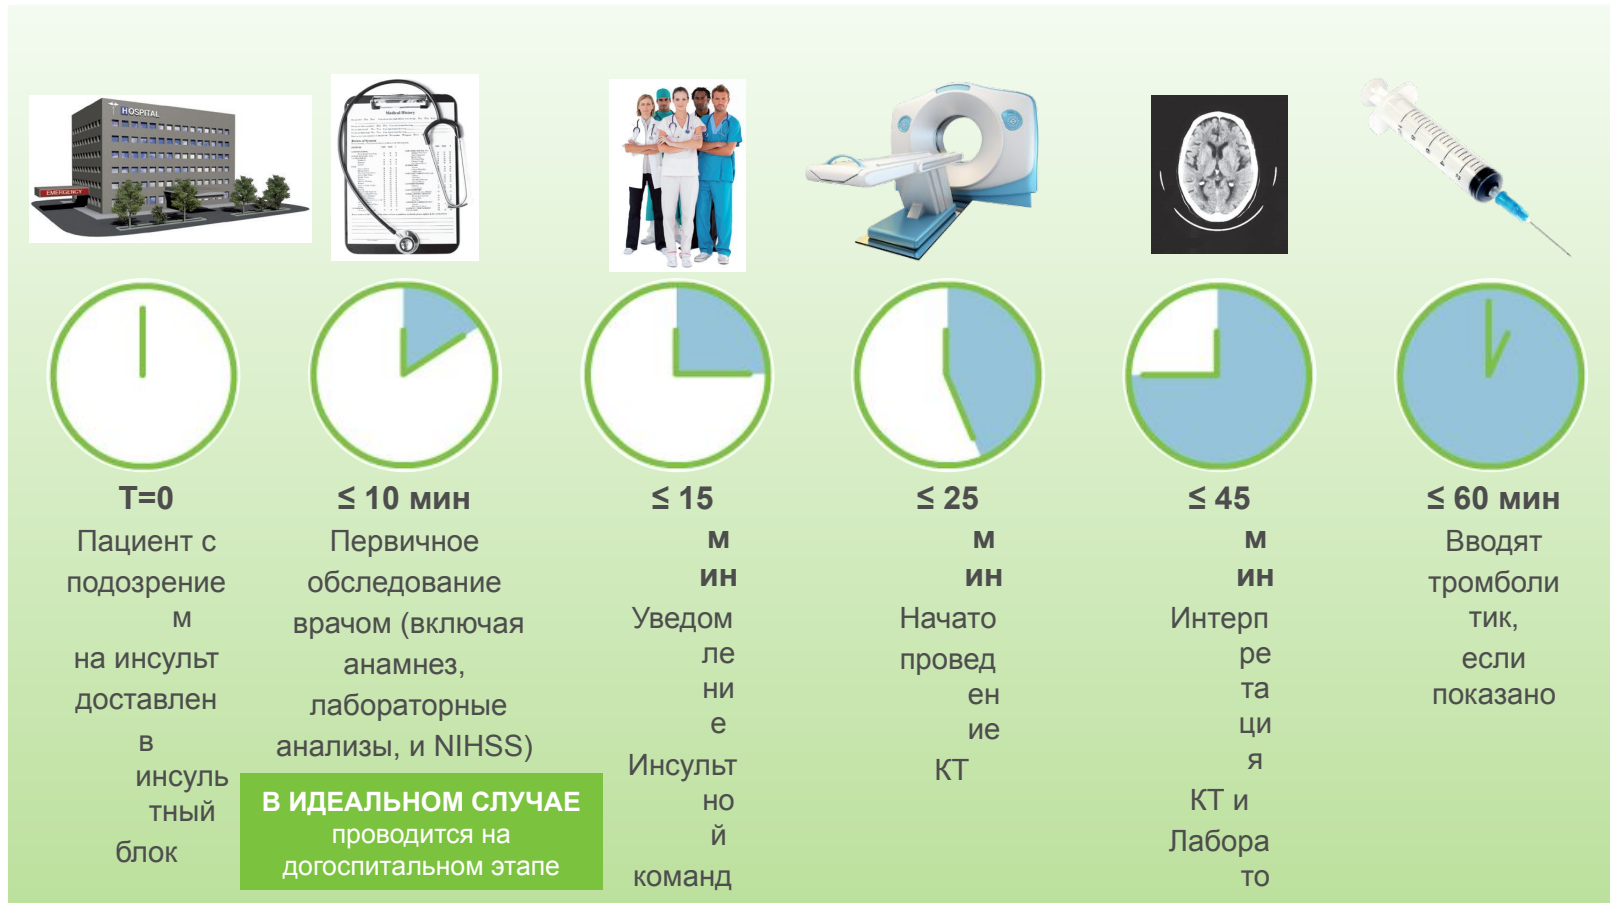 HOSPITAL
EMERGENCY
Medical History
T=0
Пациент с
подозрение
м
на инсульт
доставлен
в
инсуль
тный
блок
≤ 10 мин
Первичное
обследование
врачом (включая
анамнез,
лабораторные
анализы, и NIHSS)
В ИДЕАЛЬНОМ СЛУЧАЕ
проводится на
догоспитальном этапе
≤ 15
м
ин
Уведом
ле
ни
е
Инсульт
но
й
команд
≤ 25
м
ин
Начато
провед
ен
ие
КТ
≤ 45
м
ин
Интерп
ре
та
ци
я
КТ и
Лабора
то
≤ 60 мин
Вводят
тромболи
тик,
если
показано